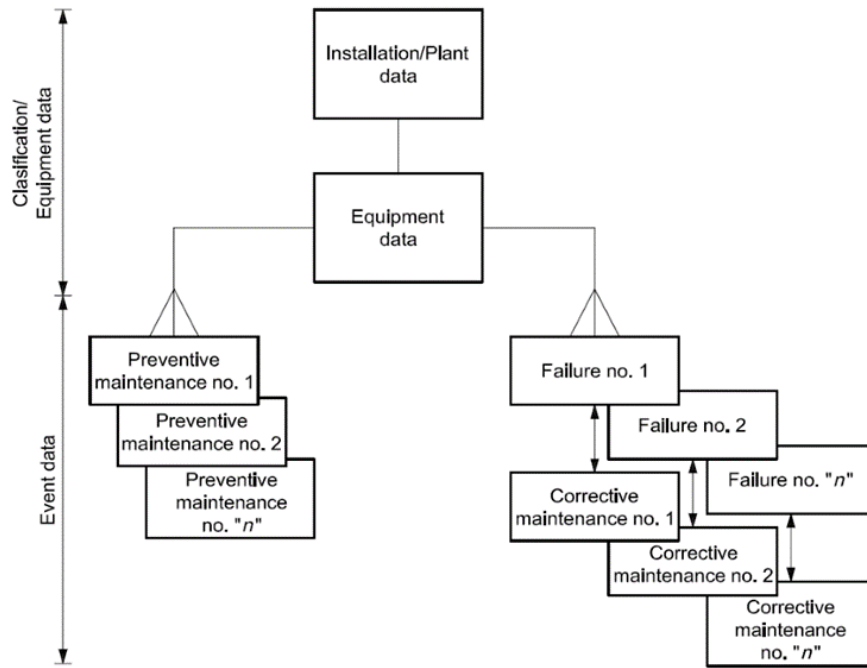 Installation/Plant
data
Clasification/
Equipment data
Equipment
data
Event data
Preventive
maintenance no. 1
Preventive
maintenance no. 2
Preventive
maintenance
no. "n"
Failure no. 1
Failure no. 2
Failure no. "n"
Corrective
maintenance no. 1
Corrective
maintenance no. 2
Corrective
maintenance
no. "n"